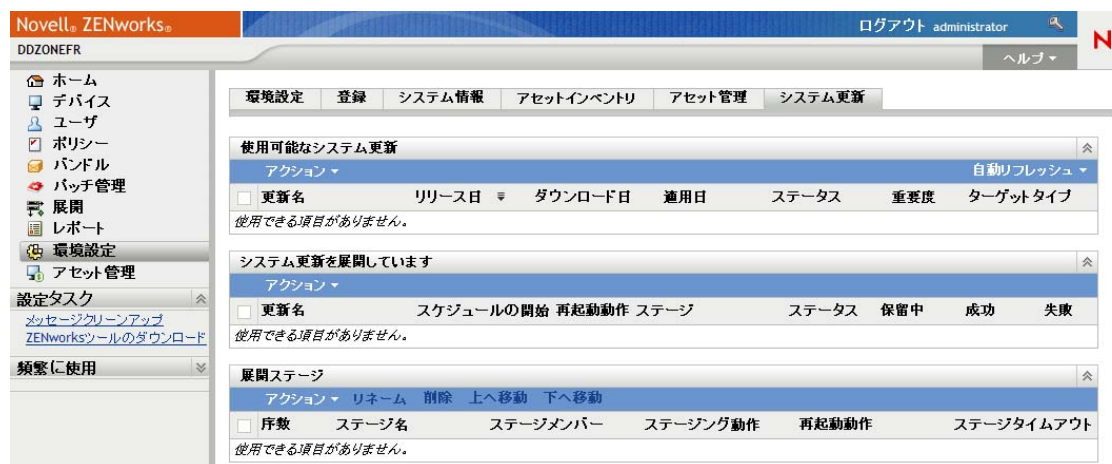 Novell® ZENworks®
ログアウト administrator
N
DDZONEFR
ヘルプ
ホーム
デバイス
ユーザ
ポリシー
バンドル
パッチ管理
展開
レポート
環境設定
アセット管理
設定タスク
メッセージクリーンアップ
ZENworksツールのダウンロード
頻繁に使用
環境設定 登録 システム情報 アセットインベントリ アセット管理 システム更新
使用可能なシステム更新
アクション 自動リフレッシュ
更新名 リリース日 ダウンロード日 適用日 ステータス 重要度 ターゲットタイプ
使用できる項目がありません。
システム更新を展開しています
アクション
更新名 スケジュールの開始 再起動動作 ステージ ステータス 保留中 成功 失敗
使用できる項目がありません。
展開ステージ
アクション リネーム 削除 上へ移動 下へ移動
序数 ステージ名 ステージメンバー ステージング動作 再起動動作 ステージタイムアウト
使用できる項目がありません。